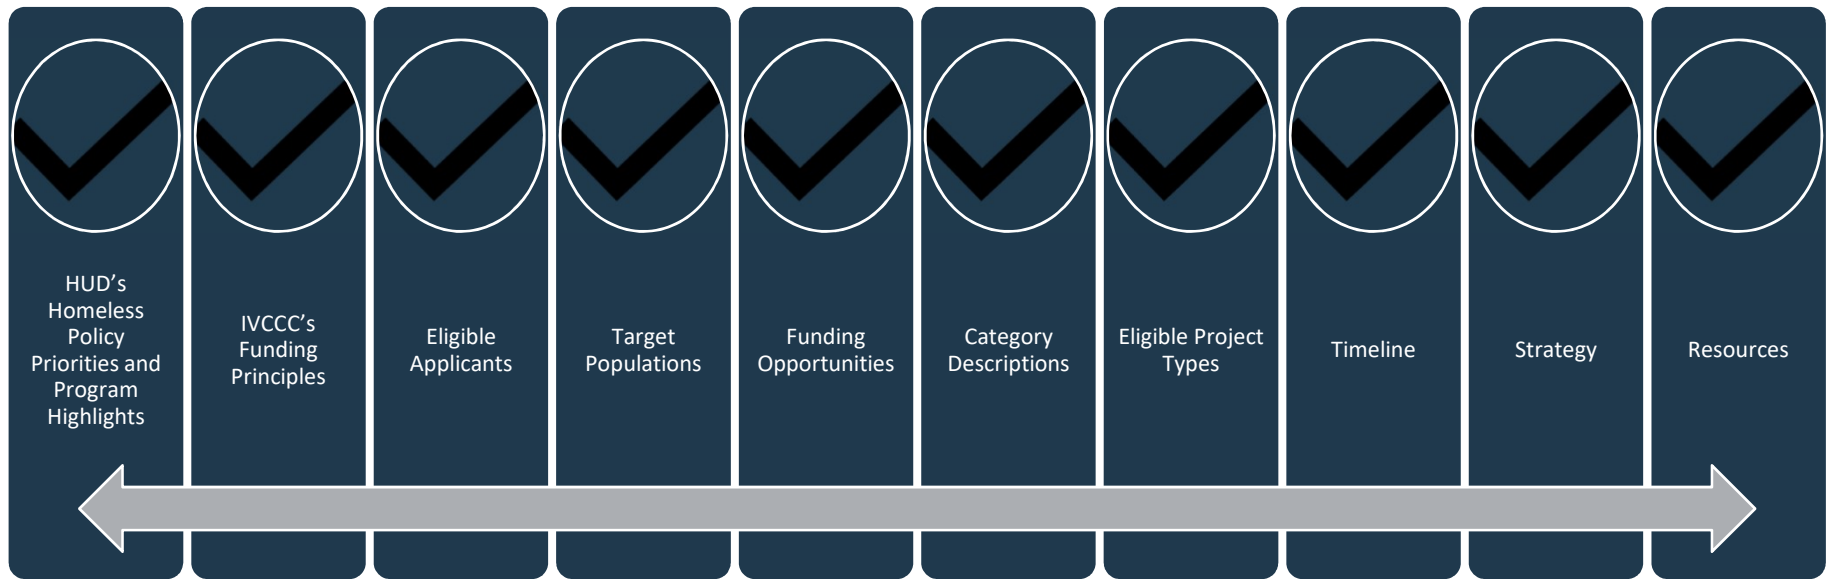 HUD’s
Homeless
Policy
Priorities and
Program
Highlights
IVCCC’s
Funding
Principles
Eligible
Applicants
Target
Populations
Funding
Opportunities
Category
Descriptions
Eligible Project
Types
Timeline
Strategy
Resources